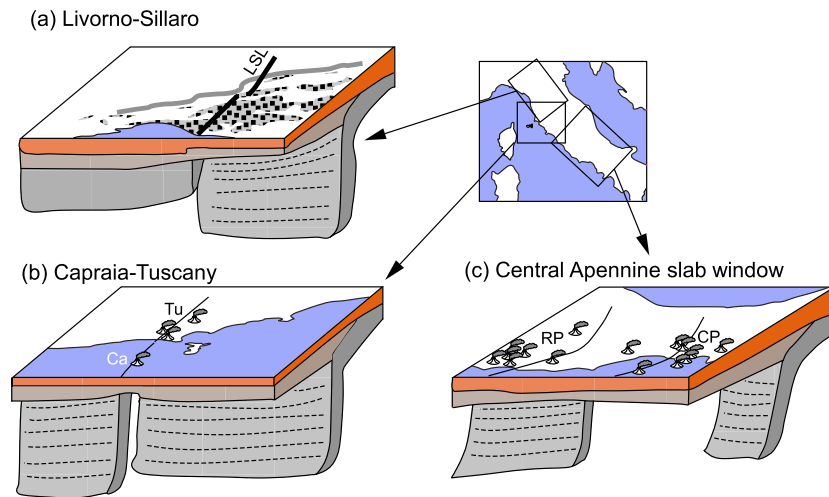 (a) Livorno-Sillaro
LSL
(b) Capraia-Tuscany
Tu
Ca
(c) Central Apennine slab window
RP
CP